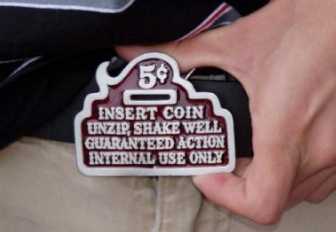 5¢
INSERT COIN
UNZIP, SHAKE WELL
GUARANTEED ACTION
INTERNAL USE ONLY